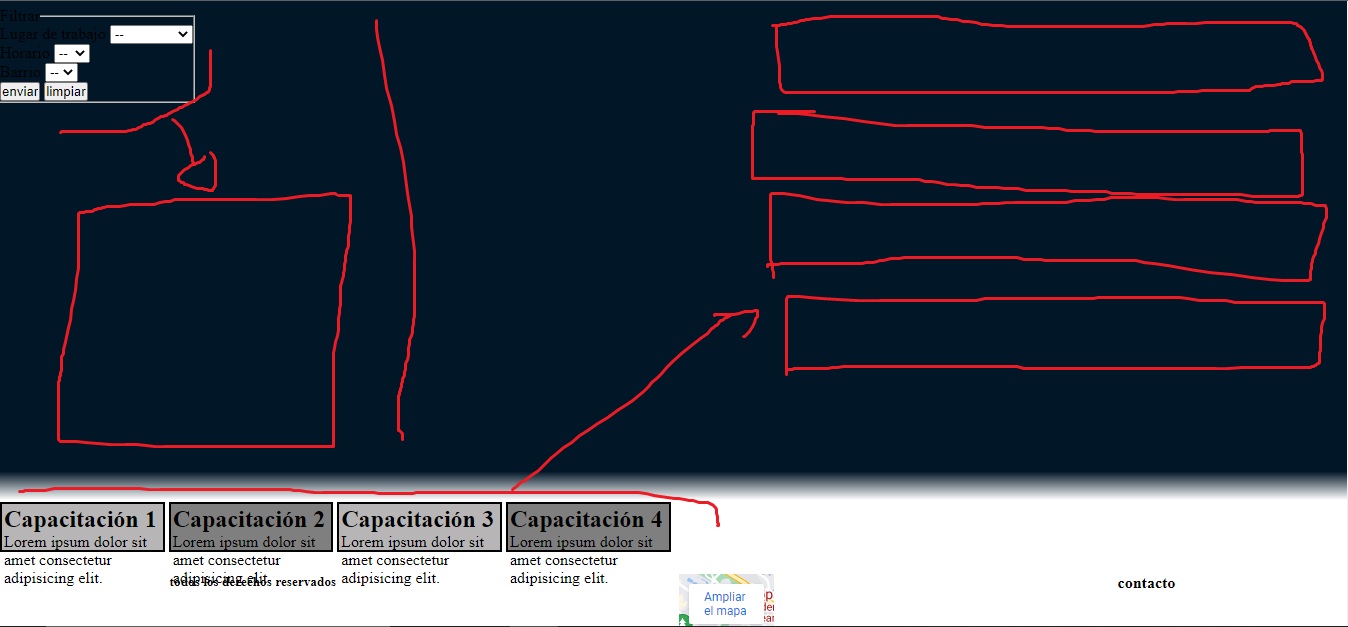 Filtrar
Lugar de trabajo --
Horario --
Barrio --
enviar limpiar
Capacitación 1
Lorem ipsum dolor sit
amet consectetur
adipisicing elit.
Capacitación 2
Lorem ipsum dolor sit
amet consectetur
adipisicing elit.
Capacitación 3
Lorem ipsum dolor sit
amet consectetur
adipisicing elit.
Capacitación 4
Lorem ipsum dolor sit
amet consectetur
adipisicing elit.
todos los derechos reservados
Ampliar
el mapa
contacto